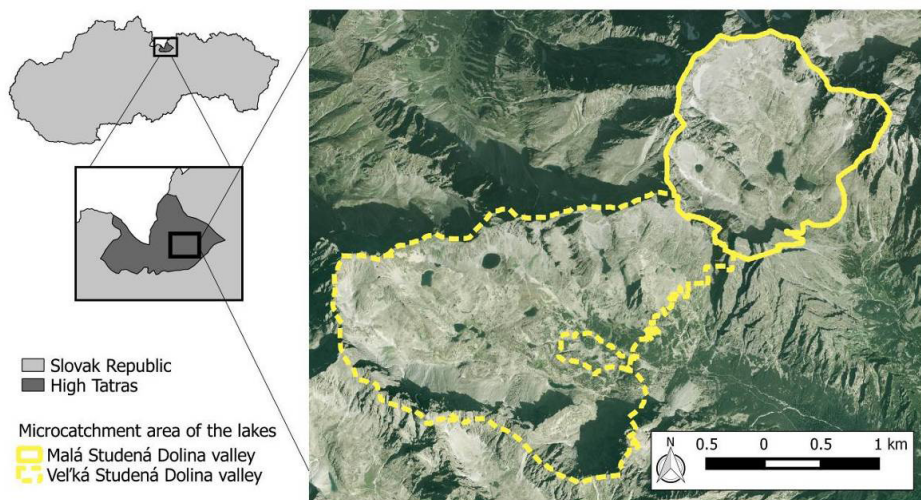 Slovak Republic
High Tatras
Microcatchment area of the lakes
Malá Studená Dolina valley
Veľká Studená Dolina valley
N
0.5 0 0.5 1 km